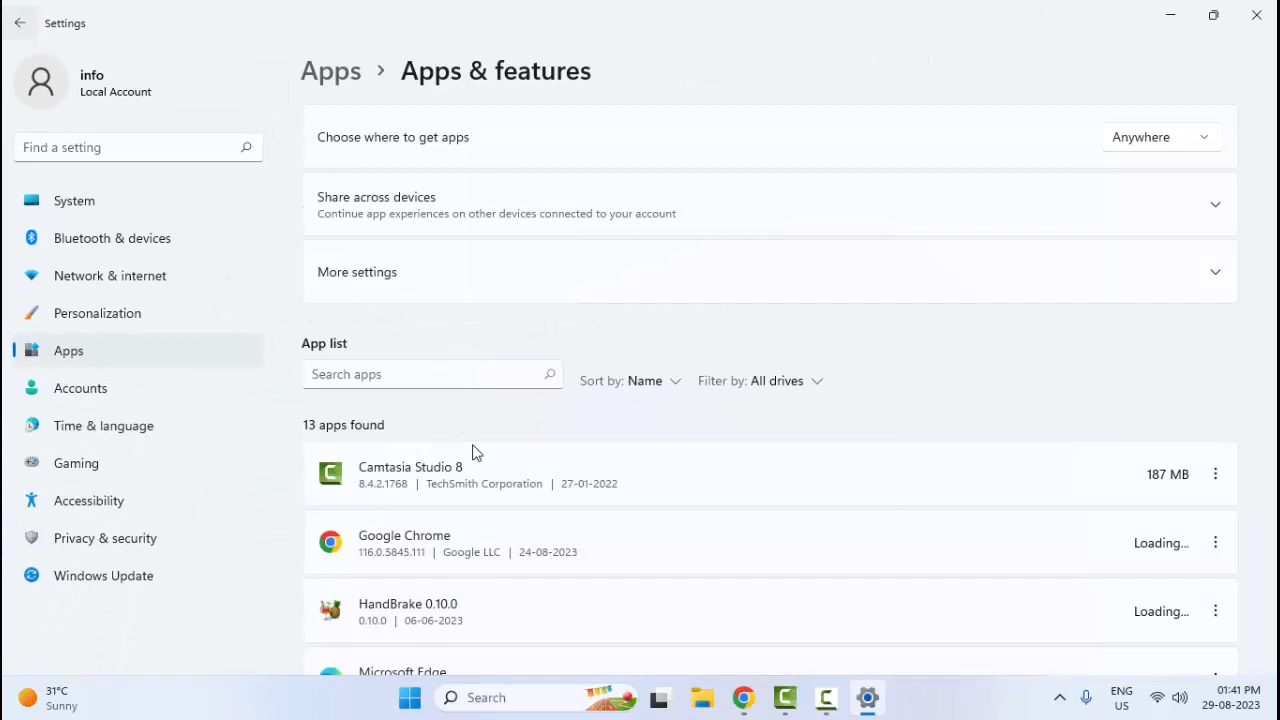 Settings
info
Local Account
Find a setting
System
Bluetooth & devices
Network & internet
Personalization
Apps
Accounts
Time & language
Gaming
Accessibility
Privacy & security
Windows Update
Apps > Apps & features
Choose where to get apps
Anywhere
Share across devices
Continue app experiences on other devices connected to your account
More settings
App list
Search apps
Sort by: Name
Filter by: All drives
13 apps found
Camtasia Studio 8
8.4.2.1768 | TechSmith Corporation | 27-01-2022
187 MB
Google Chrome
116.0.5845.111 | Google LLC | 24-08-2023
Loading...
HandBrake 0.10.0
0.10.0 | 06-06-2023
Loading...
Microsoft Edge
31°C
Sunny
Search
ENG
US
01:41 PM
29-08-2023